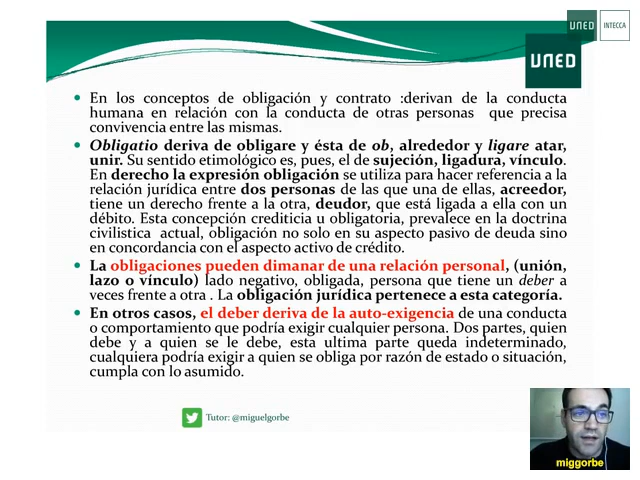 UNED
INTECCA
UNED
• En los conceptos de obligación y contrato :derivan de la conducta
humana en relación con la conducta de otras personas que precisa
convivencia entre las mismas.
• Obligatio deriva de obligare y ésta de ob, alrededor y ligare atar,
unir. Su sentido etimológico es, pues, el de sujeción, ligadura, vínculo.
En derecho la expresión obligación se utiliza para hacer referencia a la
relación jurídica entre dos personas de las que una de ellas, acreedor,
tiene un derecho frente a la otra, deudor, que está ligada a ella con un
débito. Esta concepción crediticia u obligatoria, prevalece en la doctrina
civilistica actual, obligación no solo en su aspecto pasivo de deuda sino
en concordancia con el aspecto activo de crédito.
• La obligaciones pueden dimanar de una relación personal, (unión,
lazo o vínculo) lado negativo, obligada, persona que tiene un deber a
veces frente a otra . La obligación jurídica pertenece a esta categoría.
• En otros casos, el deber deriva de la auto-exigencia de una conducta
o comportamiento que podría exigir cualquier persona. Dos partes, quien
debe y a quien se le debe, esta ultima parte queda indeterminado,
cualquiera podría exigir a quien se obliga por razón de estado o situación,
cumpla con lo asumido.
Tutor: @miguelgorbe
miggorbe